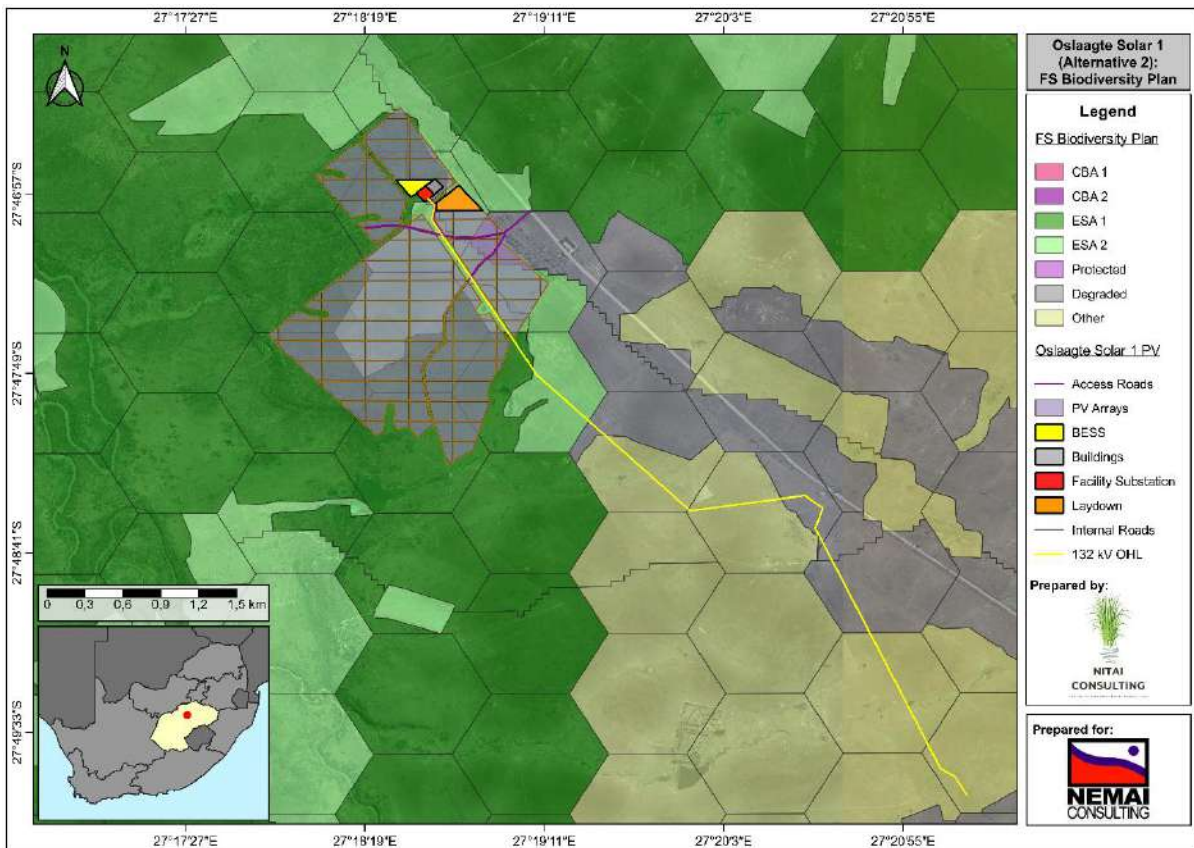 27°17'27"E
27°18'19"E
27°19'11"E
27°20'3"E
27°20'55"E
N
27°46'57"S
27°47'49"S
27°48'41"S
27°49'33"S
Oslaagte Solar 1
(Alternative 2):
FS Biodiversity Plan
Legend
FS Biodiversity Plan
CBA 1
CBA 2
ESA 1
ESA 2
Protected
Degraded
Other
Oslaagte Solar 1 PV
Access Roads
PV Arrays
BESS
Buildings
Facility Substation
Laydown
Internal Roads
132 kV OHL
Prepared by:
NITAI
CONSULTING
Prepared for:
NEMAI
CONSULTING
0 0,3 0,6 0,9 1,2 1,5 km
27°17'27"E
27°18'19"E
27°19'11"E
27°20'3"E
27°20'55"E